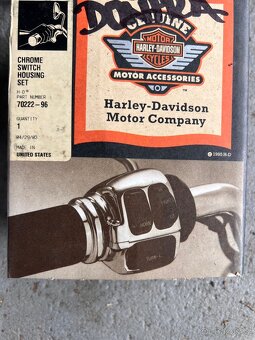 CHROME
SWITCH
HOUSING
SET
H-D®
PART NUMBER
70222-96
QUANTITY
1
MADE IN
UNITED STATES
GENUINE
MOTOR
HARLEY-DAVIDSON
CYCLES
MOTOR ACCESSORIES
Harley-Davidson
Motor Company